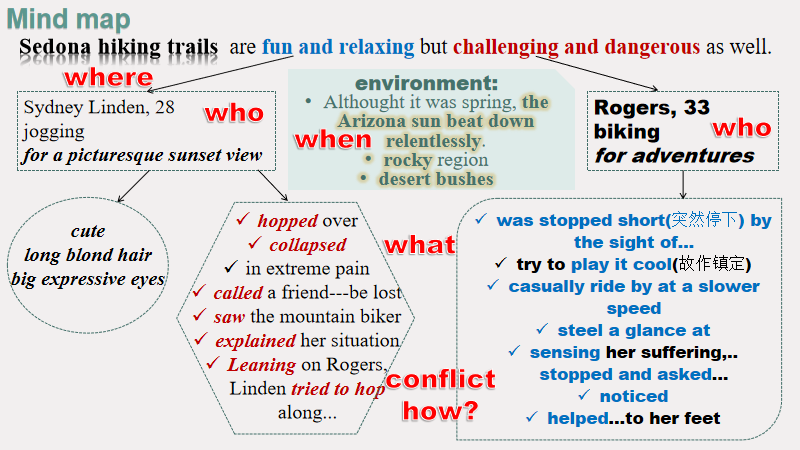 Mind map
Sedona hiking trails are fun and relaxing but challenging and dangerous as well.
where
Sydney Linden, 28
jogging
for a picturesque sunset view
who
environment:
• Althought it was spring, the
Arizona sun beat down
relentlessly.
• rocky region
• desert bushes
when
Rogers, 33
biking
for adventures
who
cute
long blond hair
big expressive eyes
✓ hopped over
✓ collapsed
✓ in extreme pain
✓ called a friend---be lost
✓ saw the mountain biker
✓ explained her situation
✓ Leaning on Rogers,
Linden tried to hop
along...
what
conflict
how?
✓ was stopped short(突然停下) by
the sight of...
✓ try to play it cool(故作镇定)
✓ casually ride by at a slower
speed
✓ steel a glance at
✓ sensing her suffering,..
stopped and asked...
✓ noticed
✓ helped...to her feet